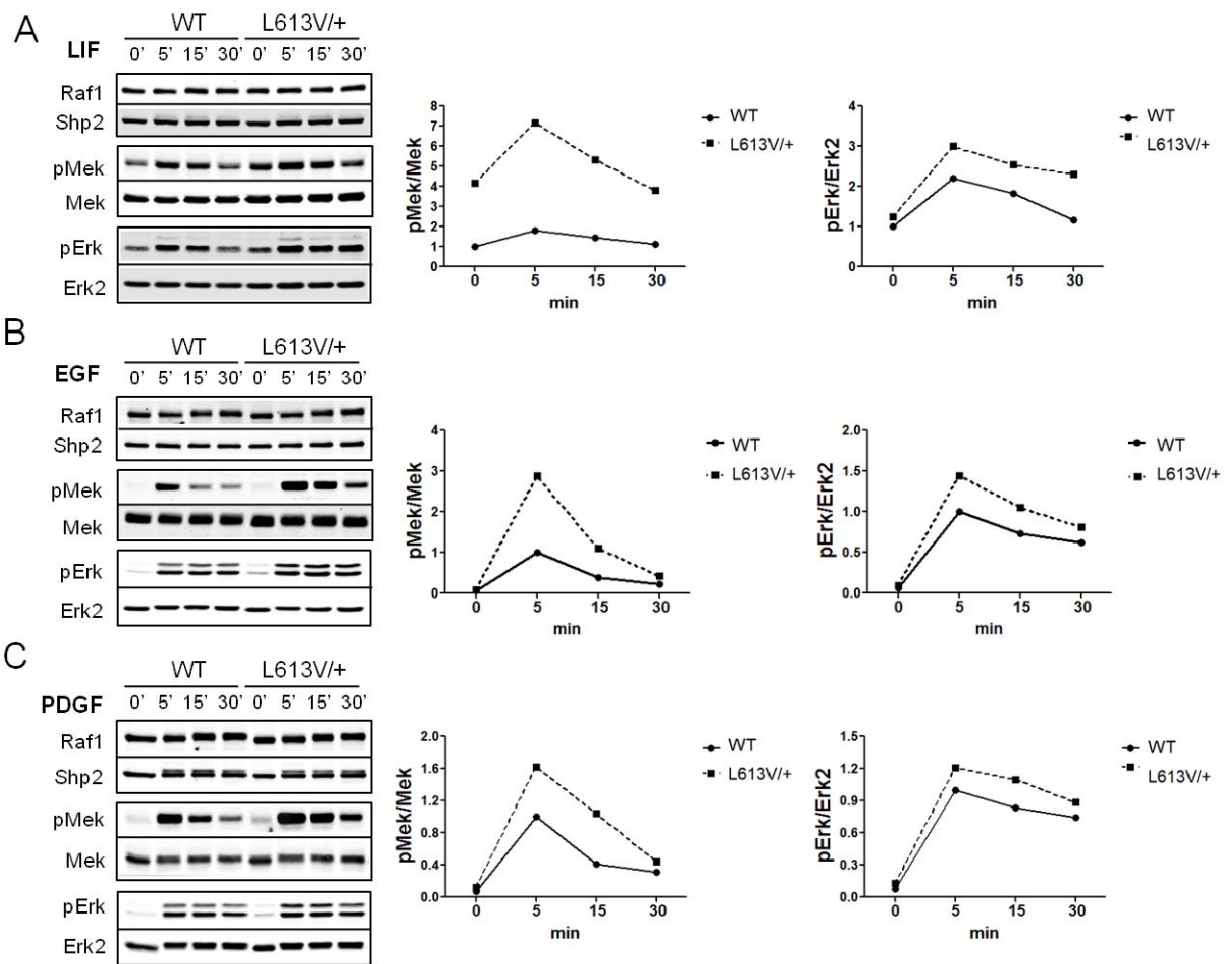 A
LIF
WT L613V/+
0' 5' 15' 30' 0' 5' 15' 30'
Raf1
Shp2
pMek
Mek
pErk
Erk2
pMek/Mek
8
7
6
5
4
3
2
1
0
0 5 15 30
min
WT
L613V/+
pErk/Erk2
4
3
2
1
0
0 5 15 30
min
WT
L613V/+
B
EGF
WT L613V/+
0' 5' 15' 30' 0' 5' 15' 30'
Raf1
Shp2
pMek
Mek
pErk
Erk2
pMek/Mek
4
3
2
1
0
0 5 15 30
min
WT
L613V/+
pErk/Erk2
2.0
1.5
1.0
0.5
0.0
0 5 15 30
min
WT
L613V/+
C
PDGF
WT L613V/+
0' 5' 15' 30' 0' 5' 15' 30'
Raf1
Shp2
pMek
Mek
pErk
Erk2
pMek/Mek
2.0
1.6
1.2
0.8
0.4
0.0
0 5 15 30
min
WT
L613V/+
pErk/Erk2
1.5
1.2
0.9
0.6
0.3
0.0
0 5 15 30
min
WT
L613V/+